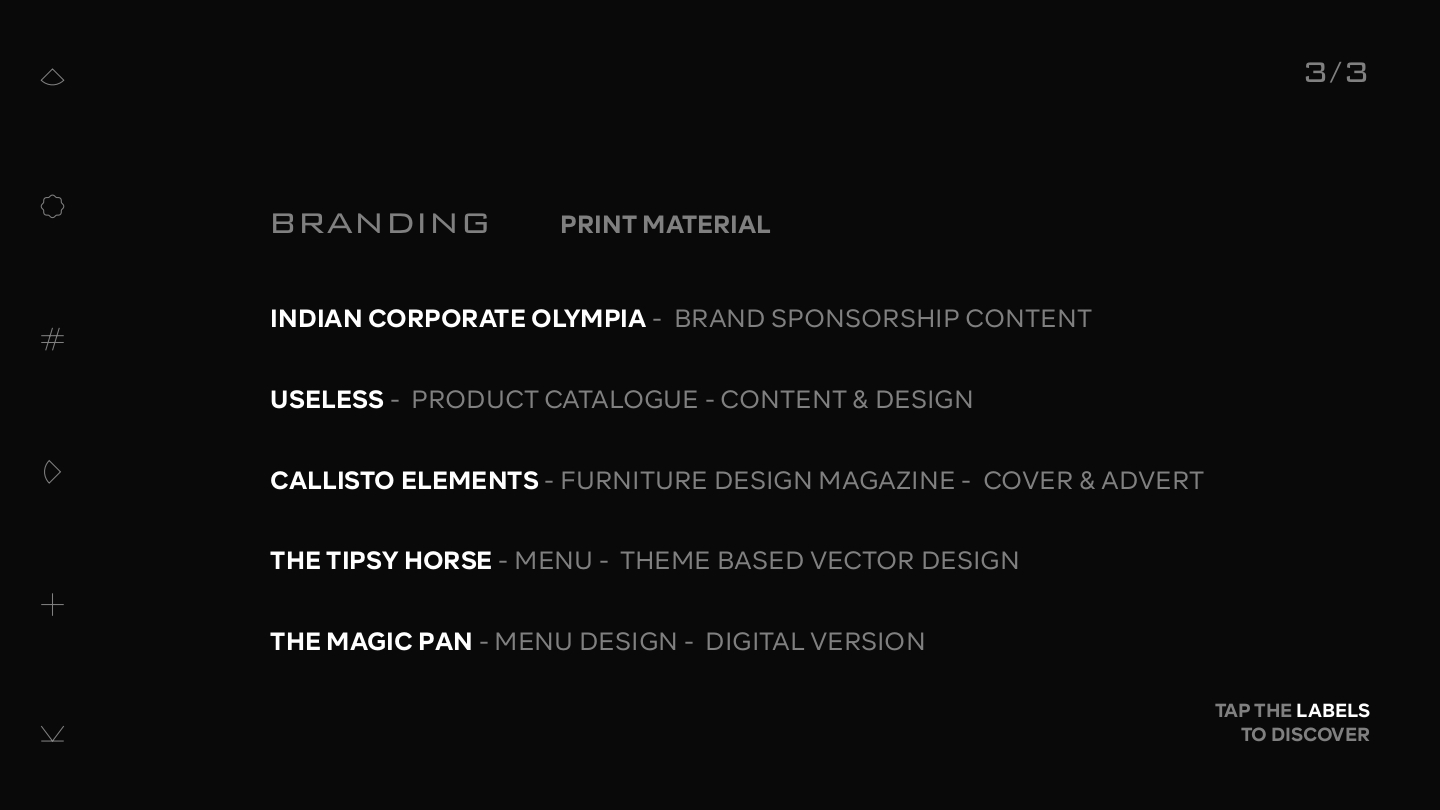 3/3
BRANDING PRINT MATERIAL
INDIAN CORPORATE OLYMPIA - BRAND SPONSORSHIP CONTENT
USELESS - PRODUCT CATALOGUE - CONTENT & DESIGN
CALLISTO ELEMENTS - FURNITURE DESIGN MAGAZINE - COVER & ADVERT
THE TIPSY HORSE - MENU - THEME BASED VECTOR DESIGN
THE MAGIC PAN - MENU DESIGN - DIGITAL VERSION
TAP THE LABELS
TO DISCOVER